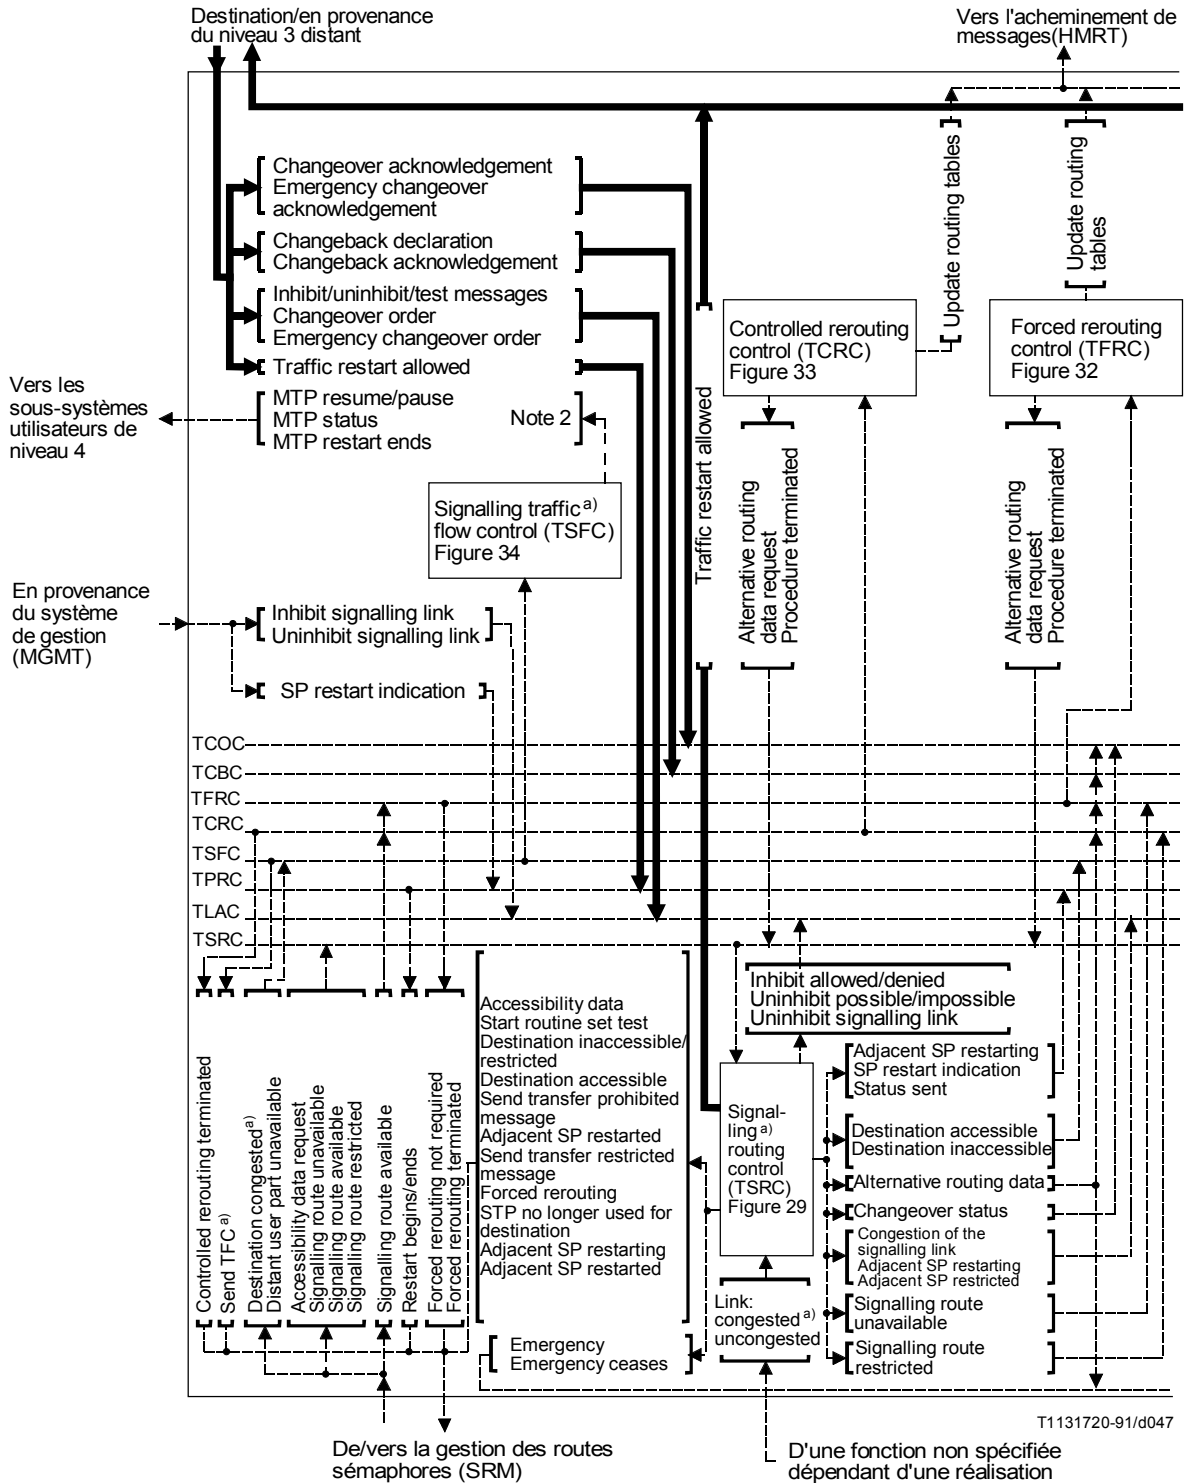 Destination/en provenance
du niveau 3 distant
Vers l'acheminement de
messages(HMRT)
Changeover acknowledgement
Emergency changeover
acknowledgement
Changeback declaration
Changeback acknowledgement
Inhibit/uninhibit/test messages
Changeover order
Emergency changeover order
Traffic restart allowed
Vers les
sous-systèmes
utilisateurs de
niveau 4
MTP resume/pause
MTP status
MTP restart ends
Note 2
Signalling traffic a)
flow control (TSFC)
Figure 34
Traffic restart allowed
Controlled rerouting
control (TCRC)
Figure 33
Update routing tables
Forced rerouting
control (TFRC)
Figure 32
Update routing
tables
Alternative routing
data request
Procedure terminated
Alternative routing
data request
Procedure terminated
En provenance
du système
de gestion
(MGMT)
Inhibit signalling link
Uninhibit signalling link
SP restart indication
TCOC
TCBC
TFRC
TCRC
TSFC
TPRC
TLAC
TSRC
Controlled rerouting terminated
Send TFC a)
Destination congested a)
Distant user part unavailable
Accessibility data request
Signalling route unavailable
Signalling route available
Signalling route restricted
Signalling route available
Restart begins/ends
Forced rerouting not required
Forced rerouting terminated
Accessibility data
Start routine set test
Destination inaccessible/
restricted
Destination accessible
Send transfer prohibited
message
Adjacent SP restarted
Send transfer restricted
message
Forced rerouting
STP no longer used for
destination
Adjacent SP restarting
Adjacent SP restarted
Emergency
Emergency ceases
Inhibit allowed/denied
Uninhibit possible/impossible
Uninhibit signalling link
Signal-
ling a)
routing
control
(TSRC)
Figure 29
Link:
congested a)
uncongested
Adjacent SP restarting
SP restart indication
Status sent
Destination accessible
Destination inaccessible
Alternative routing data
Changeover status
Congestion of the
signalling link
Adjacent SP restarting
Adjacent SP restricted
Signalling route
unavailable
Signalling route
restricted
T1131720-91/d047
De/vers la gestion des routes
sémaphores (SRM)
D'une fonction non spécifiée
dépendant d'une réalisation